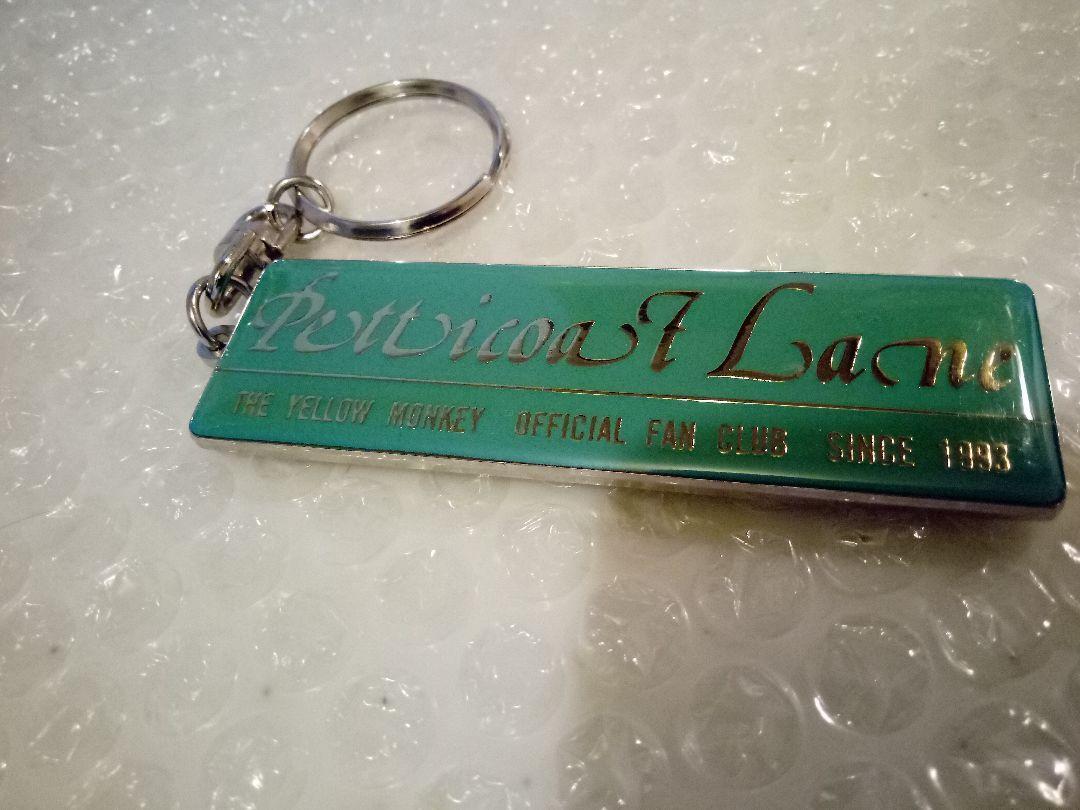 Petticoat Lane
THE YELLOW MONKEY OFFICIAL FAN CLUB SINCE 1993